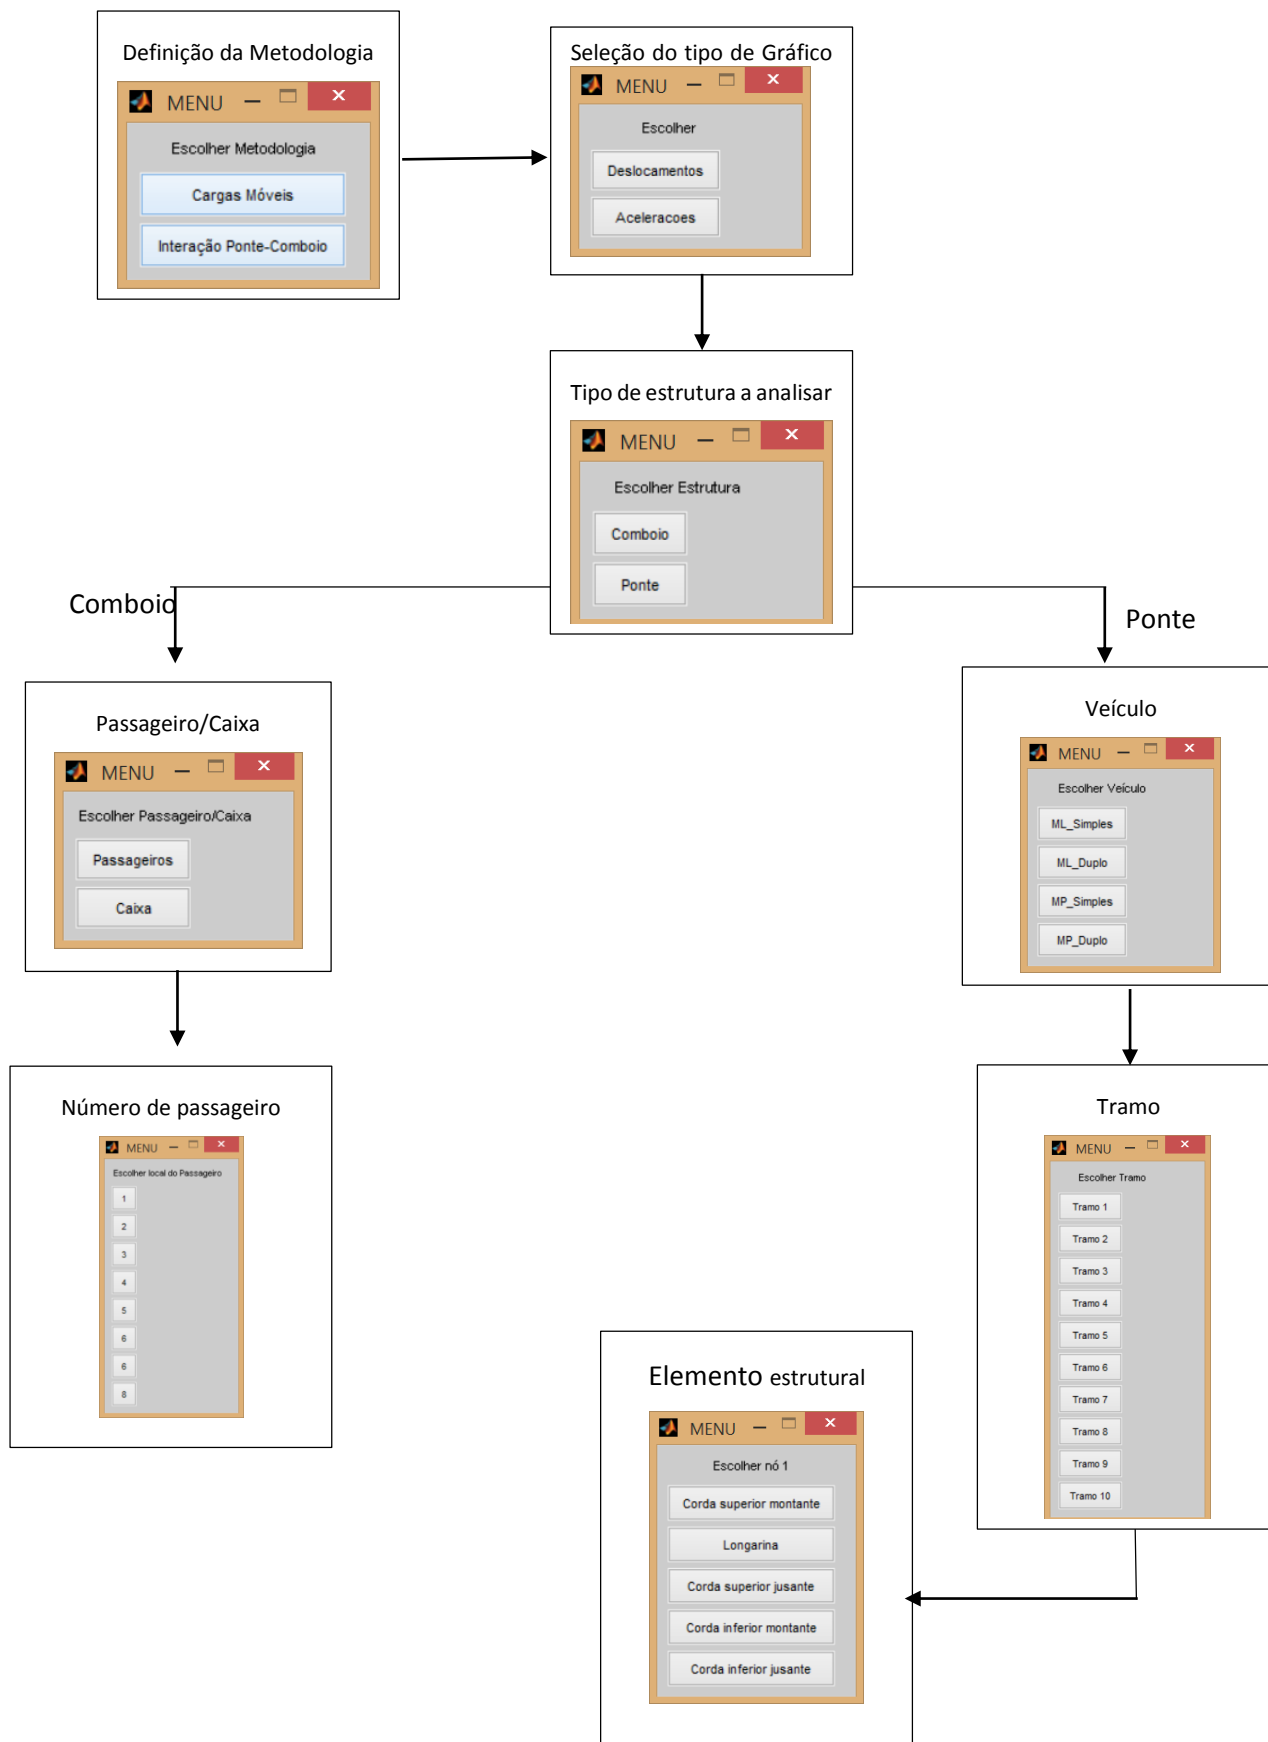 Definição da Metodologia
MENU
Escolher Metodologia
Cargas Móveis
Interação Ponte-Comboio
Seleção do tipo de Gráfico
MENU
Escolher
Deslocamentos
Aceleracoes
Tipo de estrutura a analisar
MENU
Escolher Estrutura
Comboio
Ponte
Comboio
Ponte
Passageiro/Caixa
MENU
Escolher Passageiro/Caixa
Passageiros
Caixa
Veículo
MENU
Escolher Veículo
ML_Simples
ML_Duplo
MP_Simples
MP_Duplo
Número de passageiro
MENU
Escolher local do Passageiro
1
2
3
4
5
6
6
8
Tramo
MENU
Escolher Tramo
Tramo 1
Tramo 2
Tramo 3
Tramo 4
Tramo 5
Tramo 6
Tramo 7
Tramo 8
Tramo 9
Tramo 10
Elemento estrutural
MENU
Escolher nó 1
Corda superior montante
Longarina
Corda superior jusante
Corda inferior montante
Corda inferior jusante